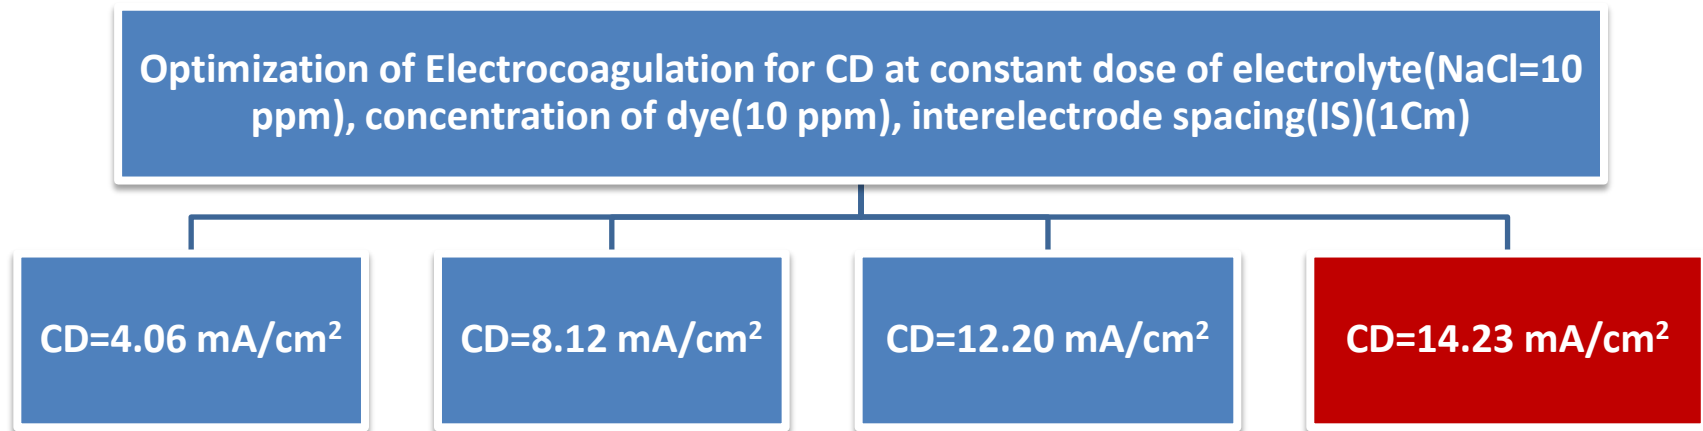 Optimization of Electrocoagulation for CD at constant dose of electrolyte(NaCl=10
ppm), concentration of dye(10 ppm), interelectrode spacing(IS)(1Cm)
CD=4.06 mA/cm²
CD=8.12 mA/cm²
CD=12.20 mA/cm²
CD=14.23 mA/cm²